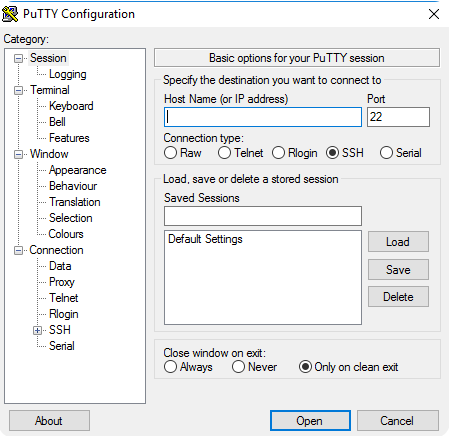 PuTTY Configuration
Category:
Session
Logging
Terminal
Keyboard
Bell
Features
Window
Appearance
Behaviour
Translation
Selection
Colours
Connection
Data
Proxy
Telnet
Rlogin
SSH
Serial
Basic options for your PuTTY session
Specify the destination you want to connect to
Host Name (or IP address) Port
22
Connection type:
Raw Telnet Rlogin SSH Serial
Load, save or delete a stored session
Saved Sessions
Default Settings
Load
Save
Delete
Close window on exit:
Always Never Only on clean exit
About Open Cancel